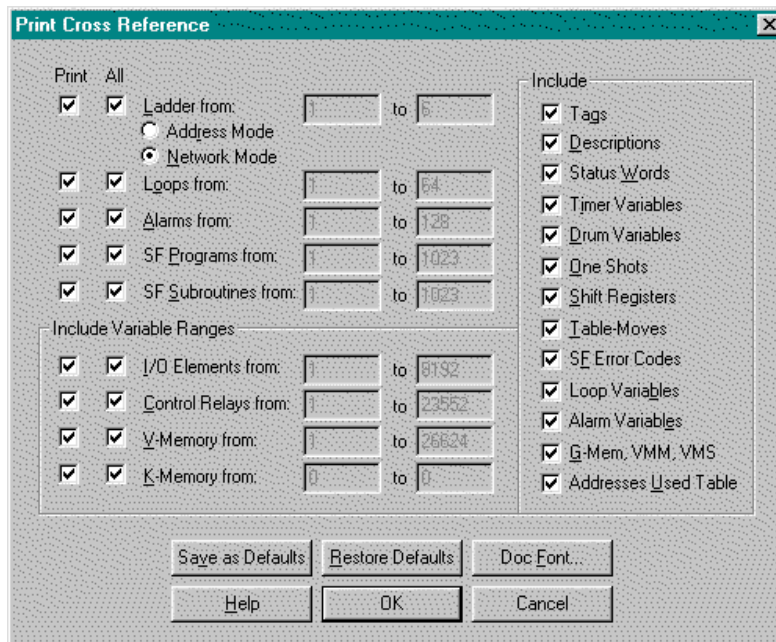 Print Cross Reference
Print All
Ladder from: 1 to 6
Address Mode
Network Mode
Loops from: 1 to 64
Alarms from: 1 to 128
SF Programs from: 1 to 1023
SF Subroutines from: 1 to 1023
Include Variable Ranges
I/O Elements from: 1 to 8192
Control Relays from: 1 to 23552
V-Memory from: 1 to 26624
K-Memory from: 0 to 0
Include
Tags
Descriptions
Status Words
Timer Variables
Drum Variables
One Shots
Shift Registers
Table-Moves
SF Error Codes
Loop Variables
Alarm Variables
G-Mem, VMM, VMS
Addresses Used Table
Save as Defaults Restore Defaults Doc Font...
Help OK Cancel